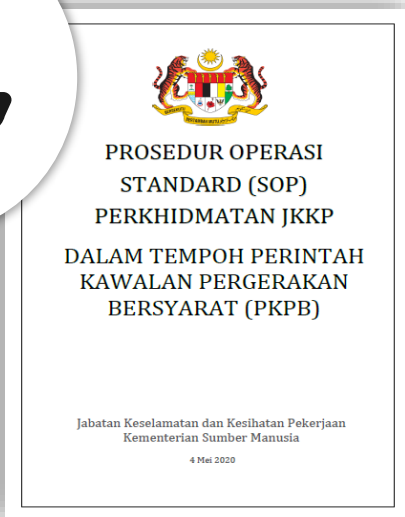 PROSEDUR OPERASI
STANDARD (SOP)
PERKHIDMATAN JKKP
DALAM TEMPOH PERINTAH
KAWALAN PERGERAKAN
BERSYARAT (PKPB)
Jabatan Keselamatan dan Kesihatan Pekerjaan
Kementerian Sumber Manusia
4 Mei 2020